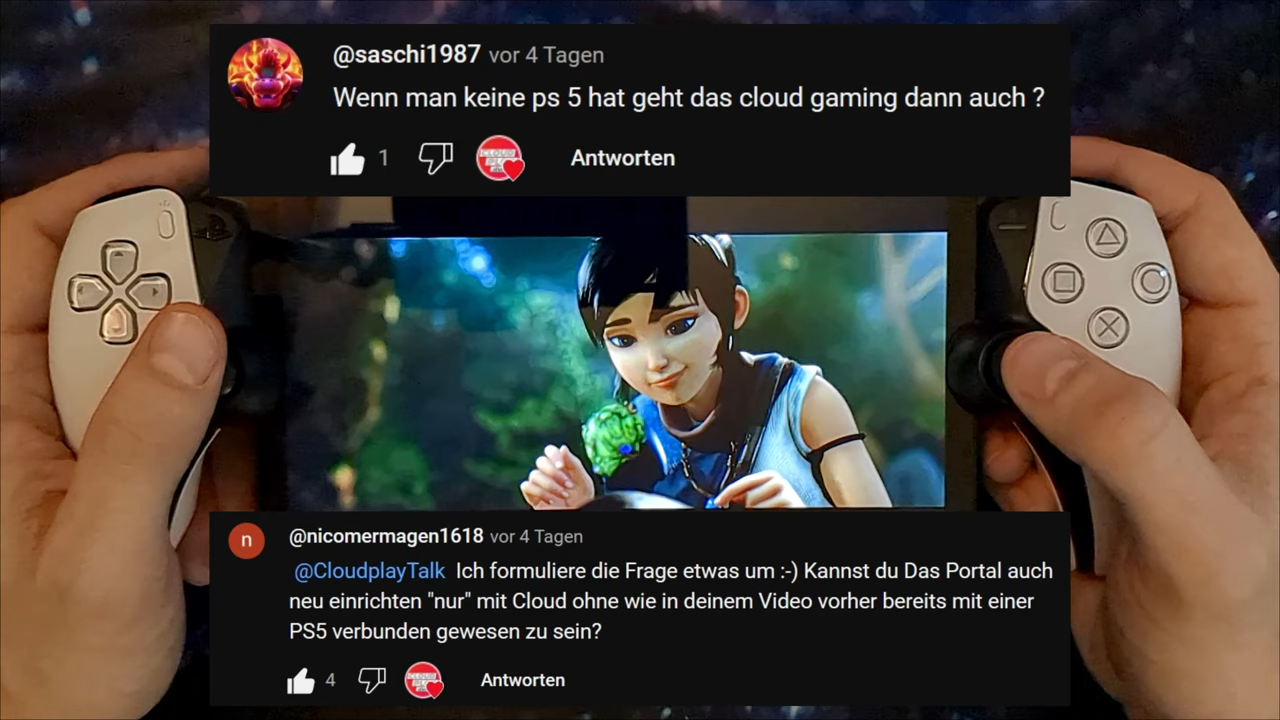 @saschi1987 vor 4 Tagen
Wenn man keine ps 5 hat geht das cloud gaming dann auch ?
1 Antworten
@nicomermagen1618 vor 4 Tagen
n
@CloudplayTalk Ich formuliere die Frage etwas um :-) Kannst du Das Portal auch
neu einrichten "nur" mit Cloud ohne wie in deinem Video vorher bereits mit einer
PS5 verbunden gewesen zu sein?
4 Antworten